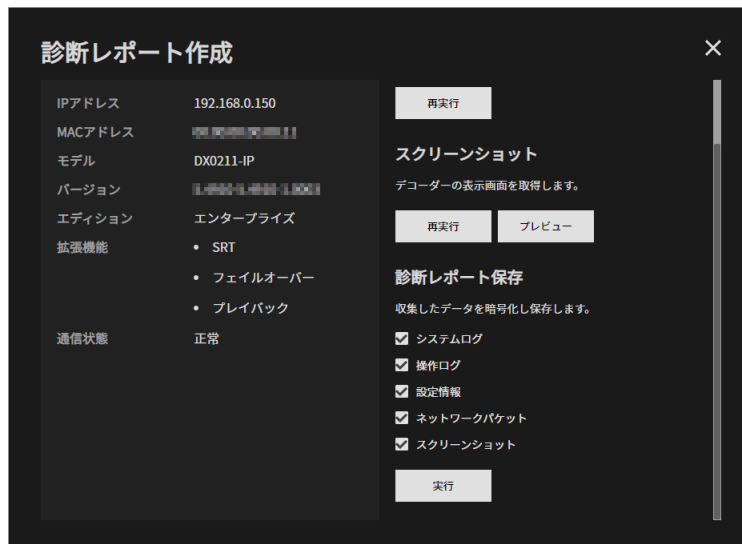 診断レポート作成
IPアドレス 192.168.0.150
MACアドレス
モデル DX0211-IP
バージョン
エディション エンタープライズ
拡張機能 • SRT
• フェイルオーバー
• プレイバック
通信状態 正常
再実行
スクリーンショット
デコーダーの表示画面を取得します。
再実行 プレビュー
診断レポート保存
収集したデータを暗号化し保存します。
システムログ
操作ログ
設定情報
ネットワークパケット
スクリーンショット
実行